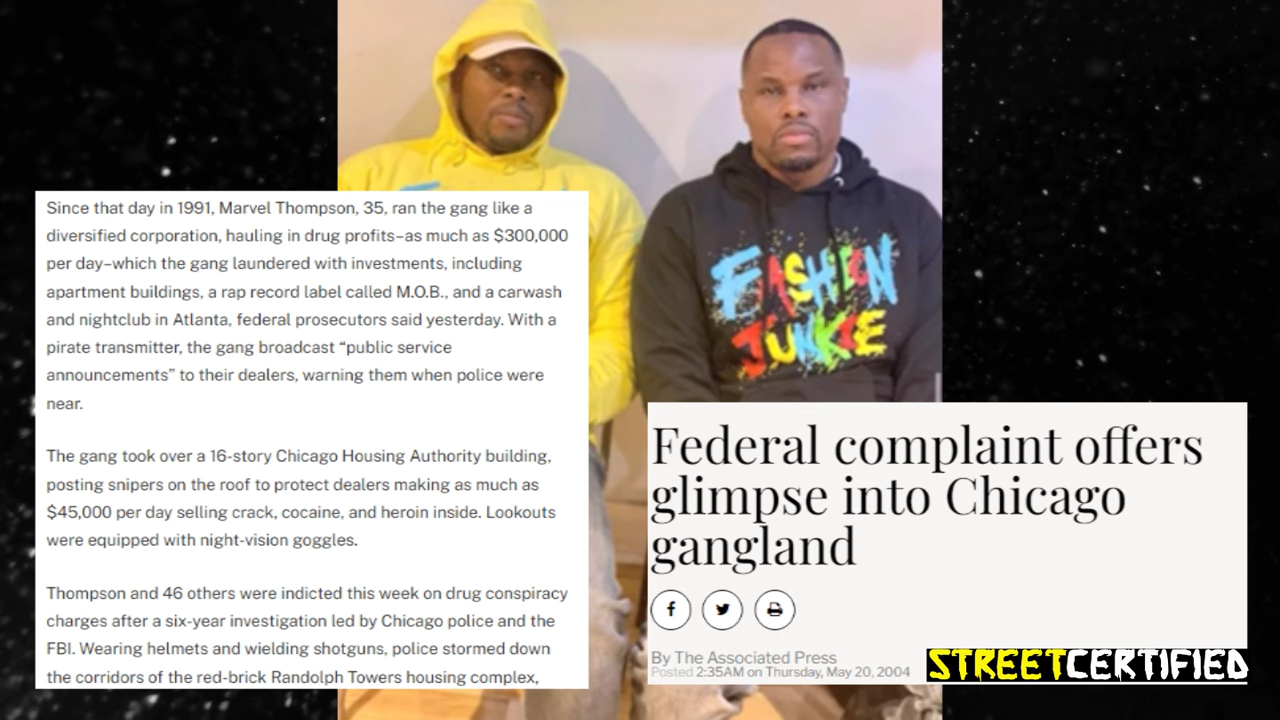 FASHION
JUNKIE
Since that day in 1991, Marvel Thompson, 35, ran the gang like a
diversified corporation, hauling in drug profits–as much as $300,000
per day–which the gang laundered with investments, including
apartment buildings, a rap record label called M.O.B., and a carwash
and nightclub in Atlanta, federal prosecutors said yesterday. With a
pirate transmitter, the gang broadcast “public service
announcements” to their dealers, warning them when police were
near.
The gang took over a 16-story Chicago Housing Authority building,
posting snipers on the roof to protect dealers making as much as
$45,000 per day selling crack, cocaine, and heroin inside. Lookouts
were equipped with night-vision goggles.
Thompson and 46 others were indicted this week on drug conspiracy
charges after a six-year investigation led by Chicago police and the
FBI. Wearing helmets and wielding shotguns, police stormed down
the corridors of the red-brick Randolph Towers housing complex,
Federal complaint offers
glimpse into Chicago
gangland
By The Associated Press
Posted 2:35AM on Thursday, May 20, 2004
STREETCERTIFIED